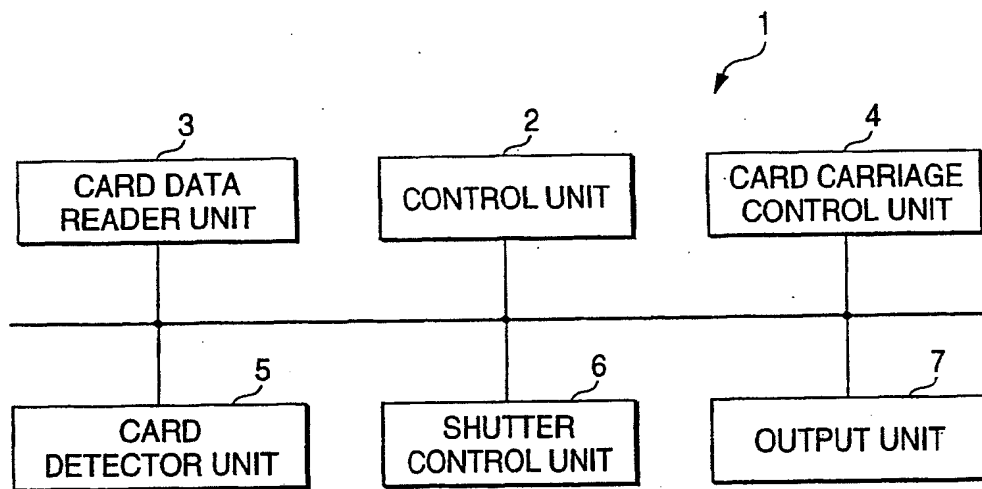 1
3
2
4
CARD DATA
READER UNIT
CONTROL UNIT
CARD CARRIAGE
CONTROL UNIT
5
6
7
CARD
DETECTOR UNIT
SHUTTER
CONTROL UNIT
OUTPUT UNIT